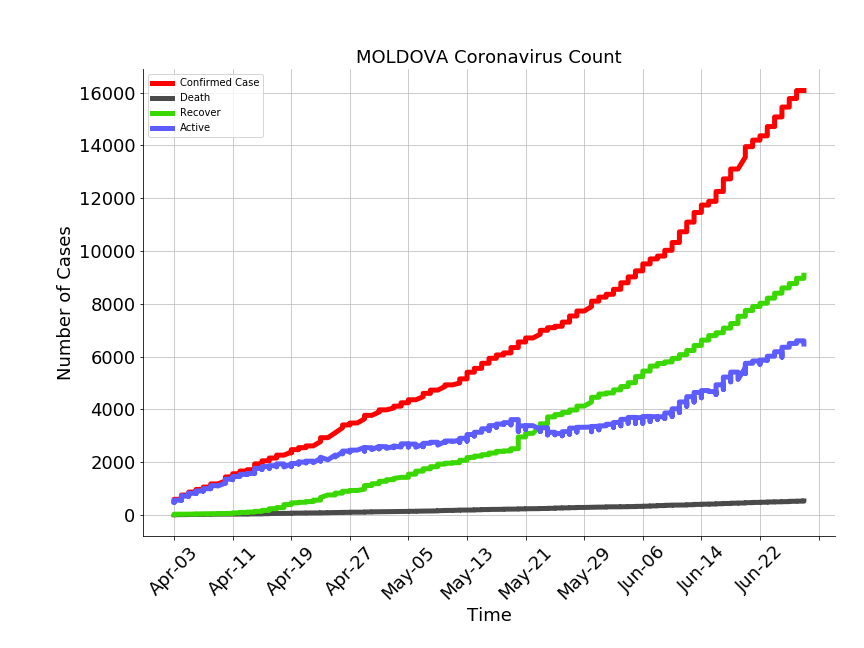 MOLDOVA Coronavirus Count
Confirmed Case
Death
Recover
Active
Number of Cases
16000
14000
12000
10000
8000
6000
4000
2000
0
Apr-03
Apr-11
Apr-19
Apr-27
May-05
May-13
May-21
May-29
Jun-06
Jun-14
Jun-22
Time